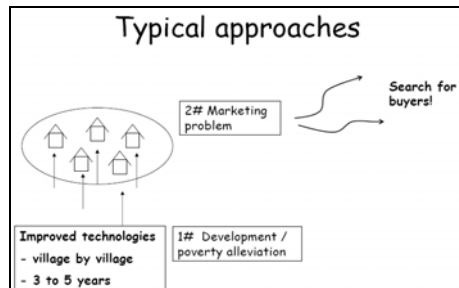 Typical approaches
2# Marketing
problem
Search for
buyers!
Improved technologies
- village by village
- 3 to 5 years
1# Development /
poverty alleviation